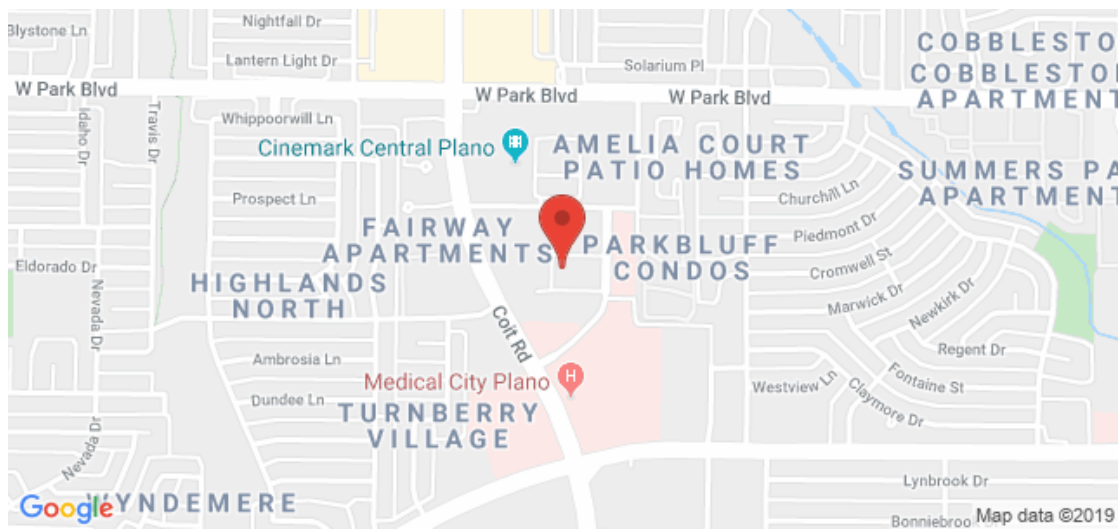 Blystone Ln
Nightfall Dr
Lantern Light Dr
Solarium Pl
COBBLESTO
COBBLESTO
APARTMENT
W Park Blvd
W Park Blvd
W Park Blvd
Idaho Dr
Travis Dr
Whippoorwill Ln
Cinemark Central Plano
AMELIA COURT
PATIO HOMES
SUMMERS PA
APARTMENT
Churchill Ln
Prospect Ln
FAIRWAY
APARTMENTS
Piedmont Dr
PARKBLUFF
CONDOS
Eldorado Dr
Cromwell St
HIGHLANDS
NORTH
Marwick Dr
Newkirk Dr
Nevada Dr
Coit Rd
Regent Dr
Ambrosia Ln
Medical City Plano
H
Westview Ln
Fontaine St
Claymore Dr
Dundee Ln
TURNBERRY
VILLAGE
Nevada Dr
Lynbrook Dr
Google
WYNDEMERE
Bonniebroo
Map data ©2019